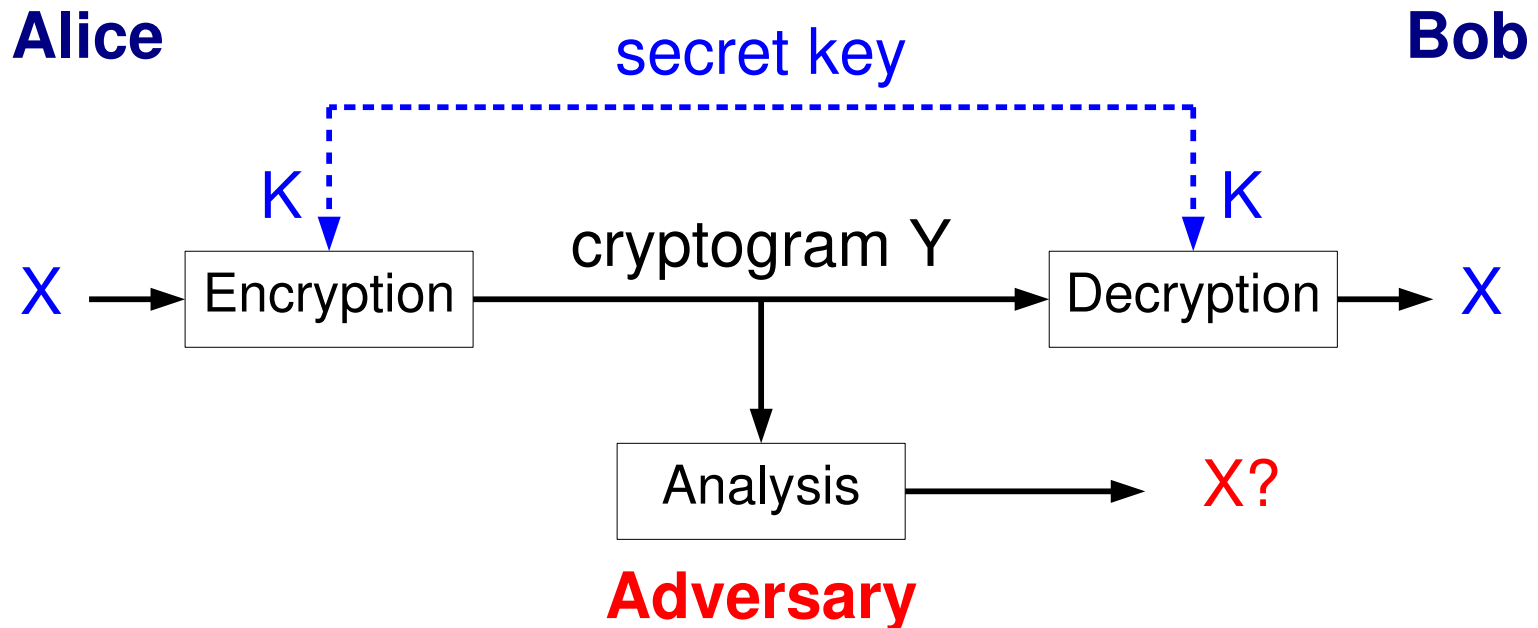 Alice
Bob
secret key
K
K
cryptogram Y
X
Encryption
Decryption
X
Analysis
X?
Adversary